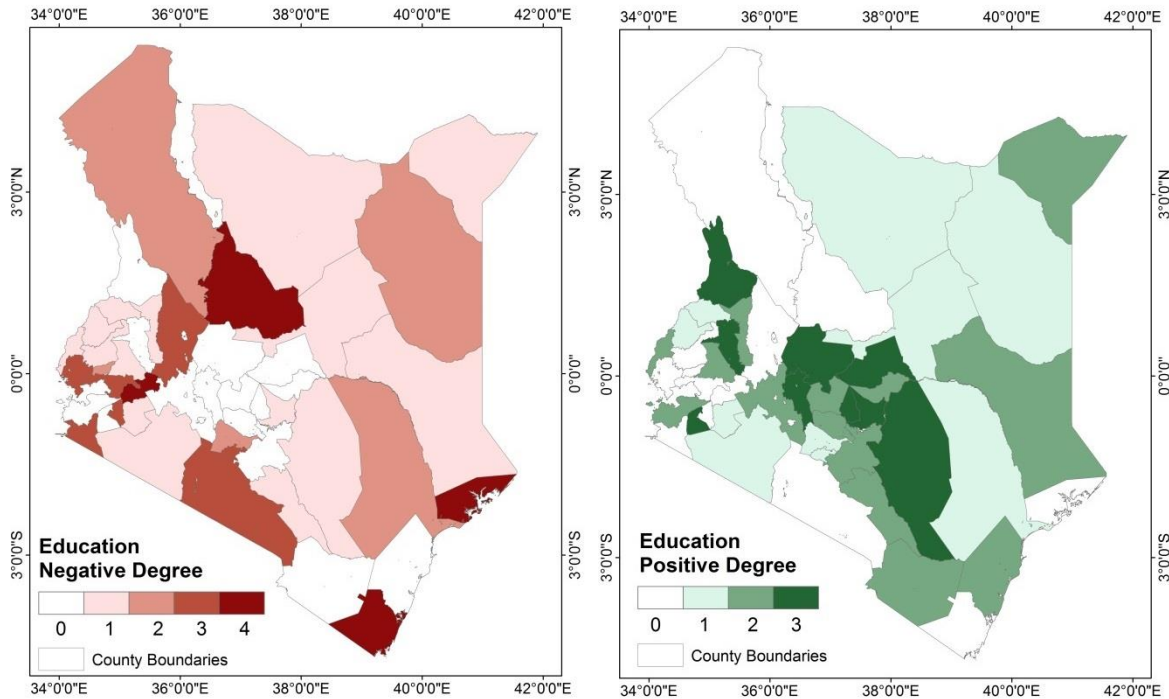 34°0'0"E 36°0'0"E 38°0'0"E 40°0'0"E 42°0'0"E
3°0'0"N
0°0'0"
3°0'0"S
Education
Negative Degree
0 1 2 3 4
County Boundaries
34°0'0"E 36°0'0"E 38°0'0"E 40°0'0"E 42°0'0"E
34°0'0"E 36°0'0"E 38°0'0"E 40°0'0"E 42°0'0"E
3°0'0"N
3°0'0"N
0°0'0"
0°0'0"
3°0'0"S
3°0'0"S
Education
Positive Degree
0 1 2 3
County Boundaries
34°0'0"E 36°0'0"E 38°0'0"E 40°0'0"E 42°0'0"E